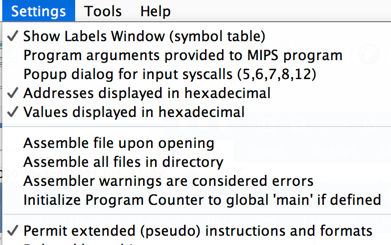 Settings Tools Help
✓ Show Labels Window (symbol table)
Program arguments provided to MIPS program
Popup dialog for input syscalls (5,6,7,8,12)
✓ Addresses displayed in hexadecimal
✓ Values displayed in hexadecimal
Assemble file upon opening
Assemble all files in directory
Assembler warnings are considered errors
Initialize Program Counter to global 'main' if defined
✓ Permit extended (pseudo) instructions and formats